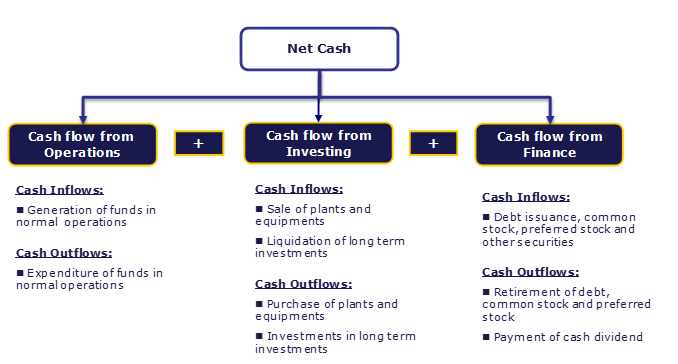 Net Cash
Cash flow from
Operations
+
Cash flow from
Investing
+
Cash flow from
Finance
Cash Inflows:
■ Generation of funds in
normal operations
Cash Outflows:
■ Expenditure of funds in
normal operations
Cash Inflows:
■ Sale of plants and
equipments
■ Liquidation of long term
investments
Cash Outflows:
■ Purchase of plants and
equipments
■ Investments in long term
investments
Cash Inflows:
■ Debt issuance, common
stock, preferred stock and
other securities
Cash Outflows:
■ Retirement of debt,
common stock and preferred
stock
■ Payment of cash dividend